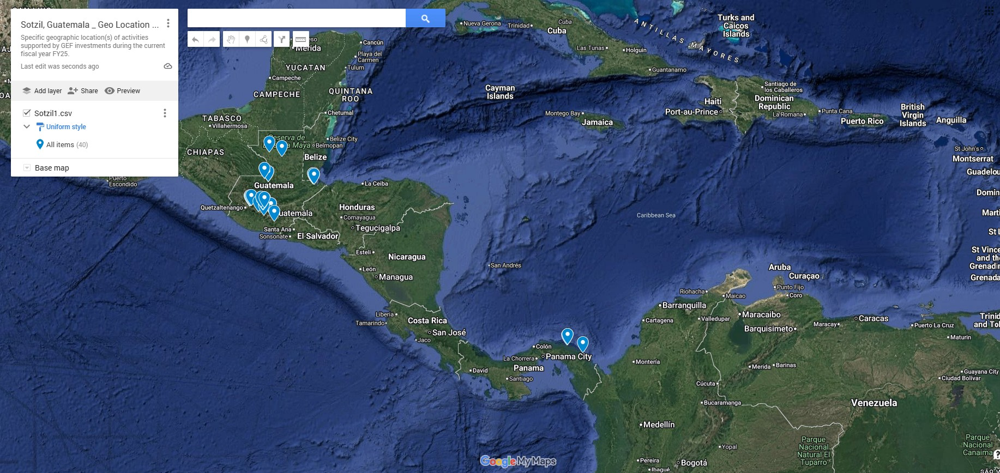 Sotzil, Guatemala _ Geo Location ...
Specific geographic location(s) of activities
supported by GEF investments during the current
fiscal year FY25.
Last edit was seconds ago
Add layer
Share
Preview
Sotzil1.csv
Uniform style
All items (40)
Base map
Nueva Gerona
Trinidad
Cuba
Cuba
Turks and
Caicos
Islands
ANTILLAS MAYORES
Cancún
Mérida
Las Tunas
Holguin
Playa del
Carmen
YUCATAN
Tulum
Guantanamo
Campeche
CAMPECHE
QUINTANA
ROO
Cayman
Islands
Santiago de
los Caballeros
Haiti
Dominican
Republic
Port-au-Prince
La Romana
Punta Cana
Puerto Rico
British
Virgin
Islands
Anguilla
Chetumal
TABASCO
Villahermosa
Montego Bay
Jamaica
Reserva de
Maya
Belize City
Belmopan
CHIAPAS
Belize
St John's
Montserrat
Guadelou
Puerto
Escondido
Guatemala
La Ceiba
Domin
Quetzaltenango
uatemala
Honduras
Comayagua
Tegucigalpa
Caribbean Sea
Marti
Santa Ana
Sonsonate
El Salvador
St L
Esteli
Nicaragua
St Vince
and the
Grenadin
Grenada
León
Managua
San Andrés
Aruba
Curaçao
Punto Fijo
Coro
Riohacha
Maicao
Barranquilla
Liberia
Tamarindo
Costa Rica
San José
Jaco
Cartagena
Valledupar
Maracaibo
Barquisimeto
Caracas
Maracay
Puerto La Cruz
Trinid
and To
Maturin
Colón
La Chorrera
Panama City
Panama
David
Santiago
Montería
Merida
Barinas
Guayana City
Ciudad Bolívar
Cúcuta
Bucaramanga
Venezuela
Medellín
Parque
Nacional
Natural El
Tuparro
Parque
Nacional
Canaima
Yopal
Google My Maps
Pereira
Ibagué
Bogotá